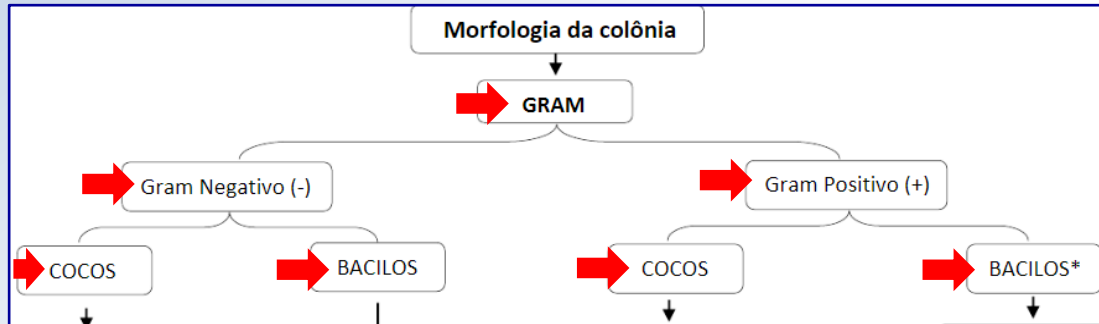 Morfologia da colônia
GRAM
Gram Negativo (-)
Gram Positivo (+)
COCOS
BACILOS
COCOS
BACILOS*